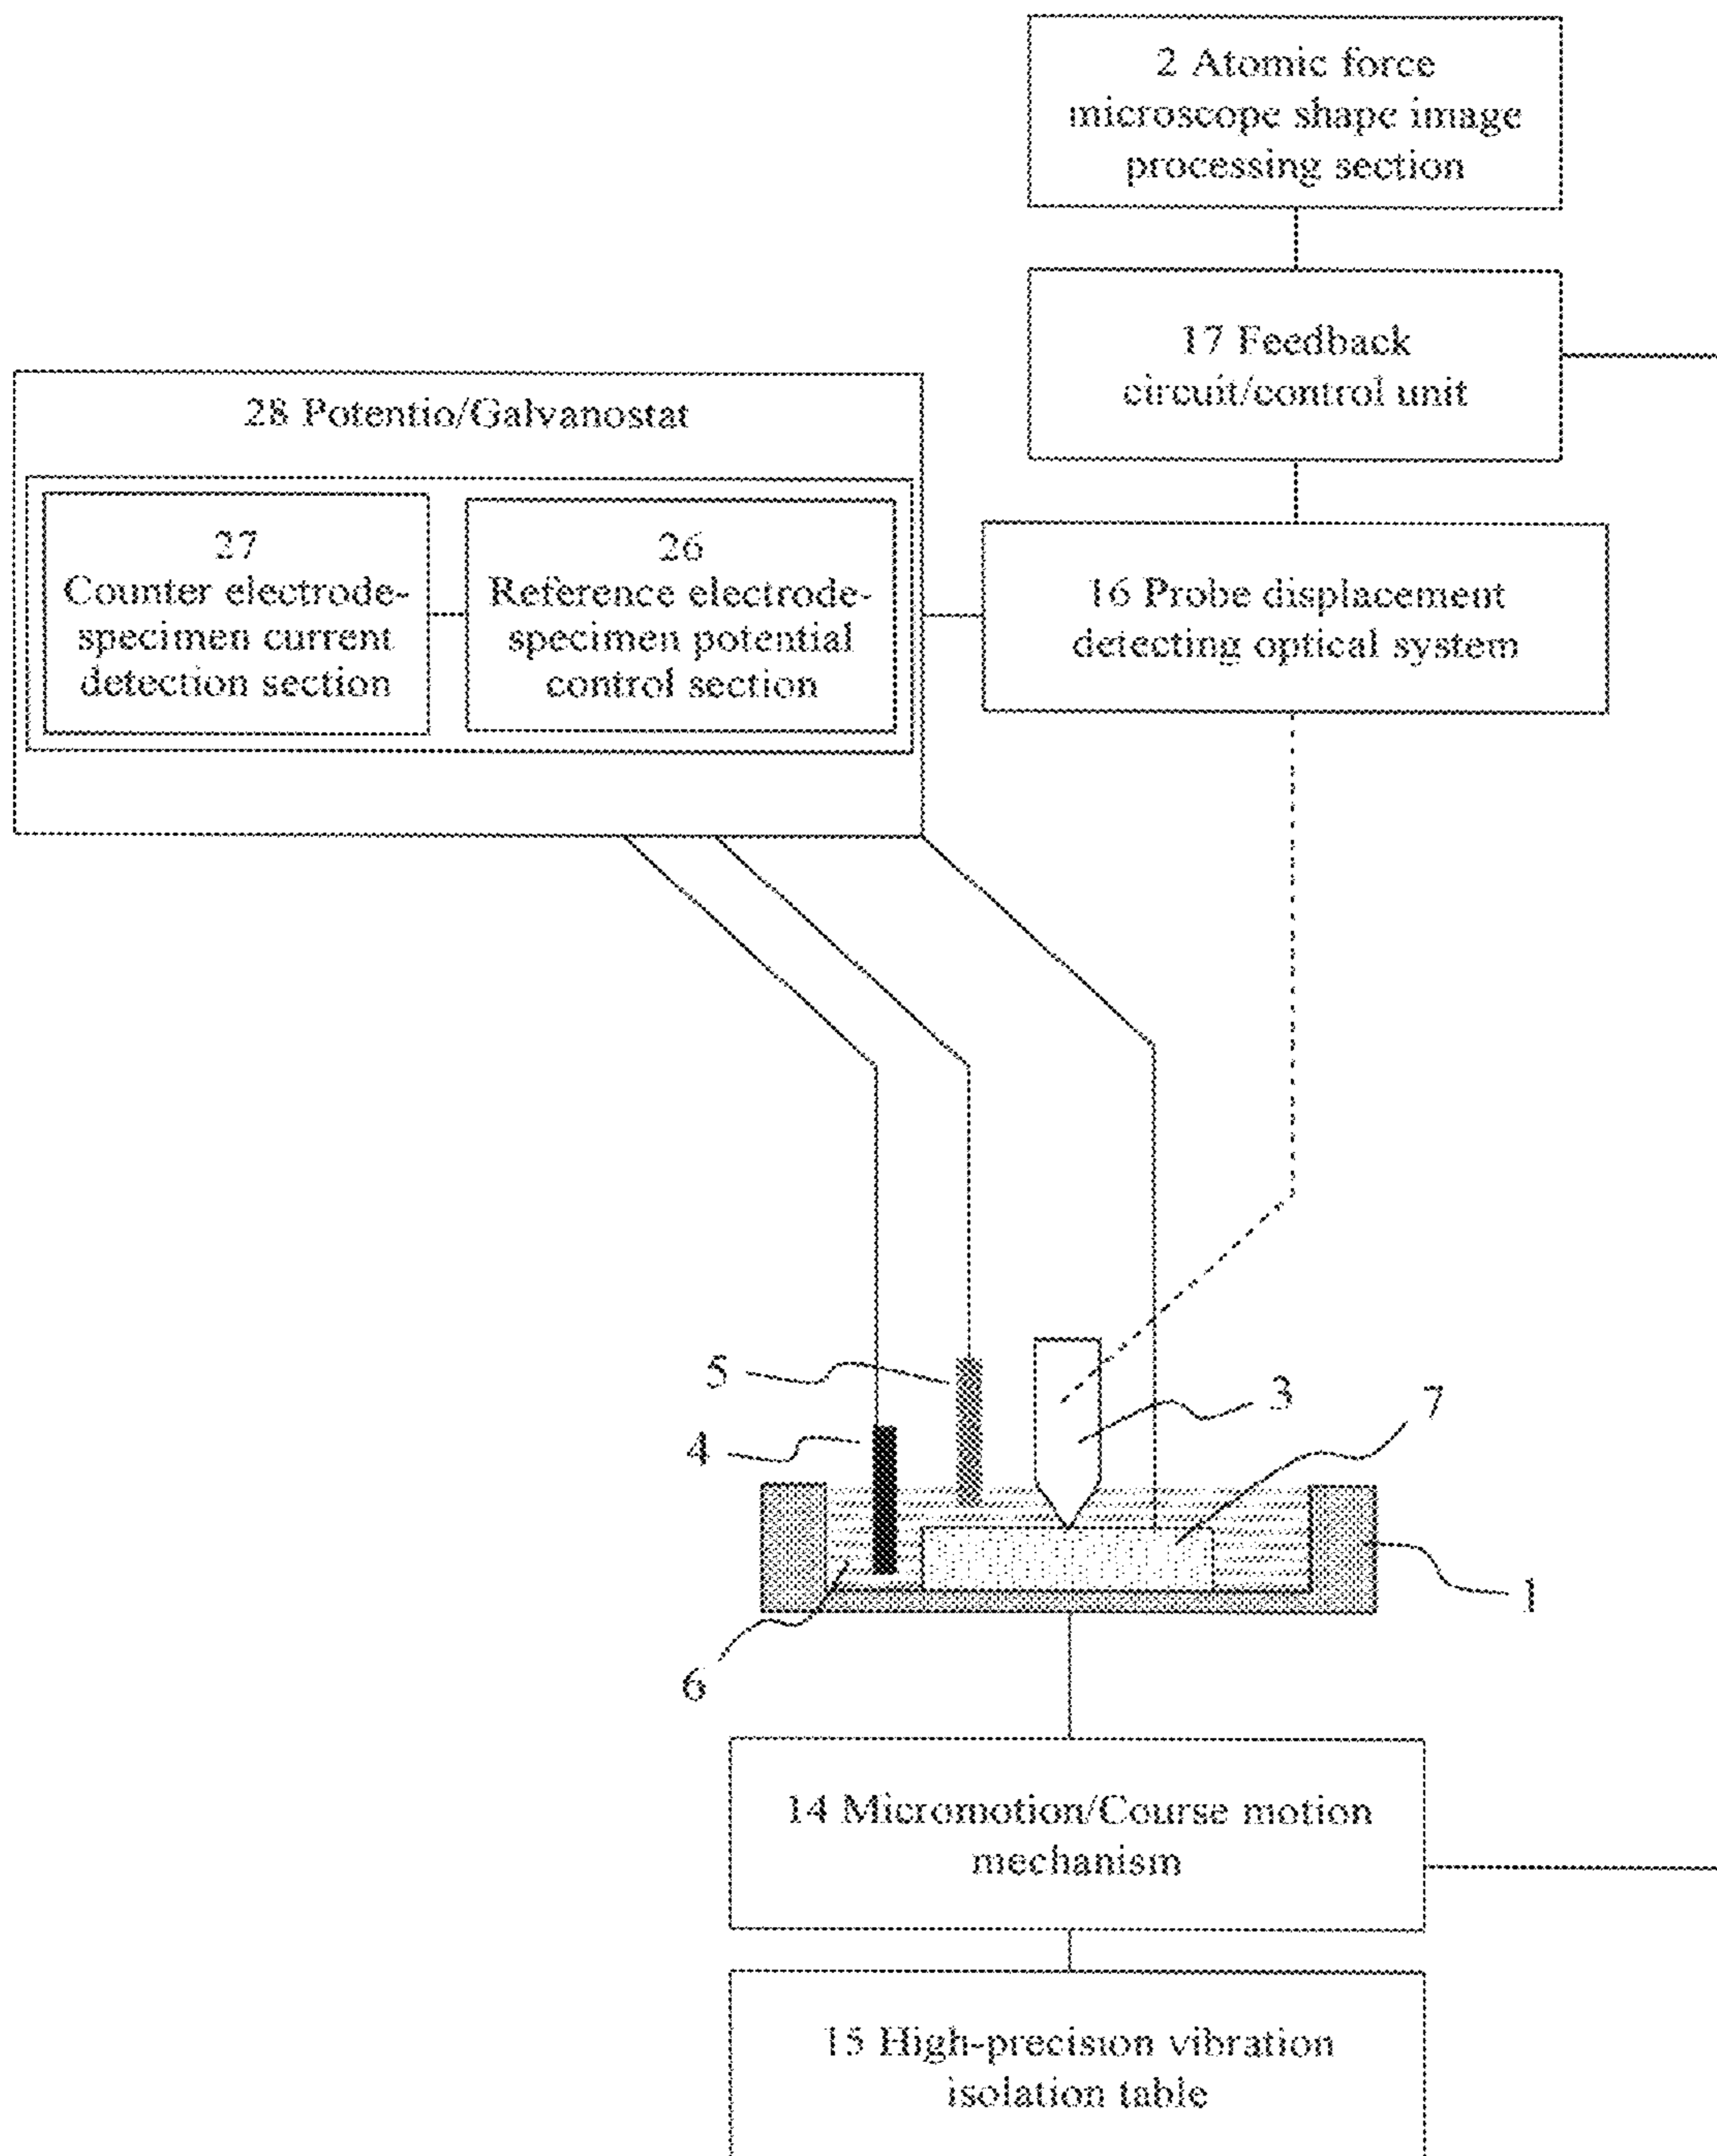 2 Atomic force
microscope shape image
processing section
17 Feedback
circuit/control unit
28 Potentio/Galvanostat
27
Counter electrode-
specimen current
detection section
26
Reference electrode-
specimen potential
control section
16 Probe displacement
detecting optical system
5
3
7
4
1
6
14 Micromotion/Course motion
mechanism
15 High-precision vibration
isolation table